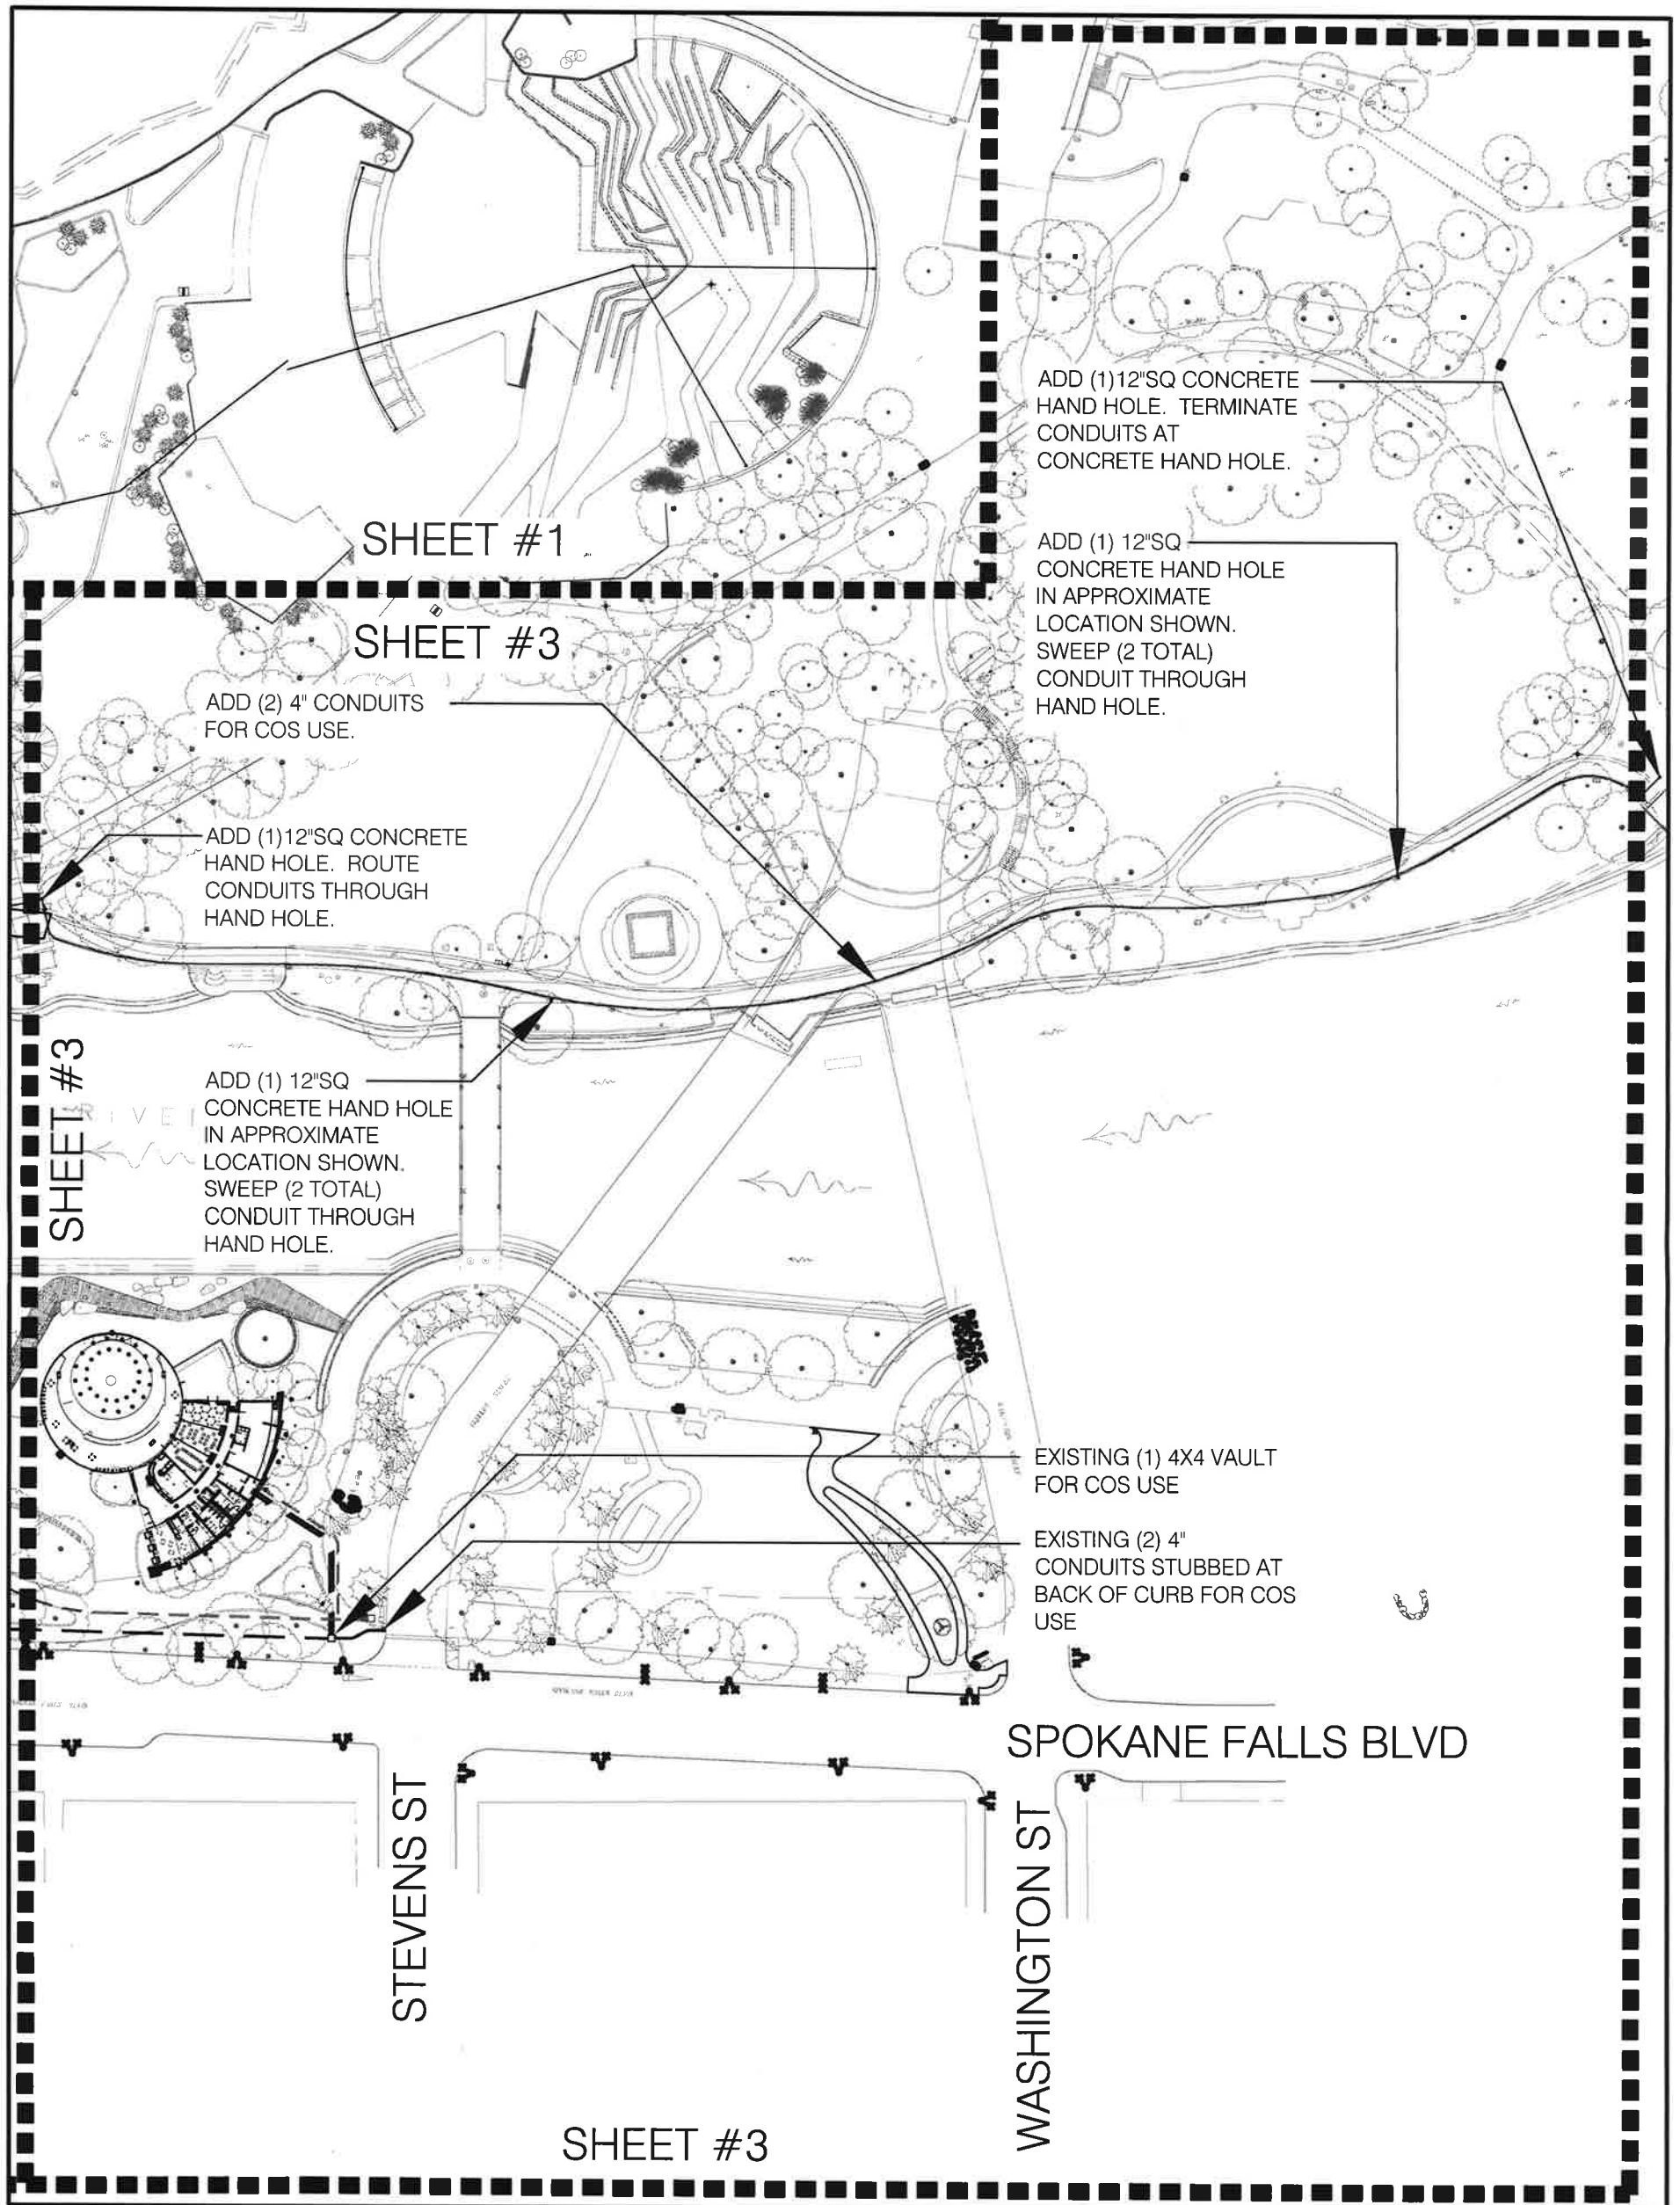 ADD (1)12"SQ CONCRETE
HAND HOLE. TERMINATE
CONDUITS AT
CONCRETE HAND HOLE.
SHEET #1
ADD (1) 12"SQ
CONCRETE HAND HOLE
IN APPROXIMATE
LOCATION SHOWN.
SWEEP (2 TOTAL)
CONDUIT THROUGH
HAND HOLE.
SHEET #3
ADD (2) 4" CONDUITS
FOR COS USE.
ADD (1)12"SQ CONCRETE
HAND HOLE. ROUTE
CONDUITS THROUGH
HAND HOLE.
SHEET #3
ADD (1) 12"SQ
CONCRETE HAND HOLE
IN APPROXIMATE
LOCATION SHOWN.
SWEEP (2 TOTAL)
CONDUIT THROUGH
HAND HOLE.
EXISTING (1) 4X4 VAULT
FOR COS USE
EXISTING (2) 4"
CONDUITS STUBBED AT
BACK OF CURB FOR COS
USE
SPOKANE FALLS BLVD
STEVENS ST
WASHINGTON ST
SHEET #3